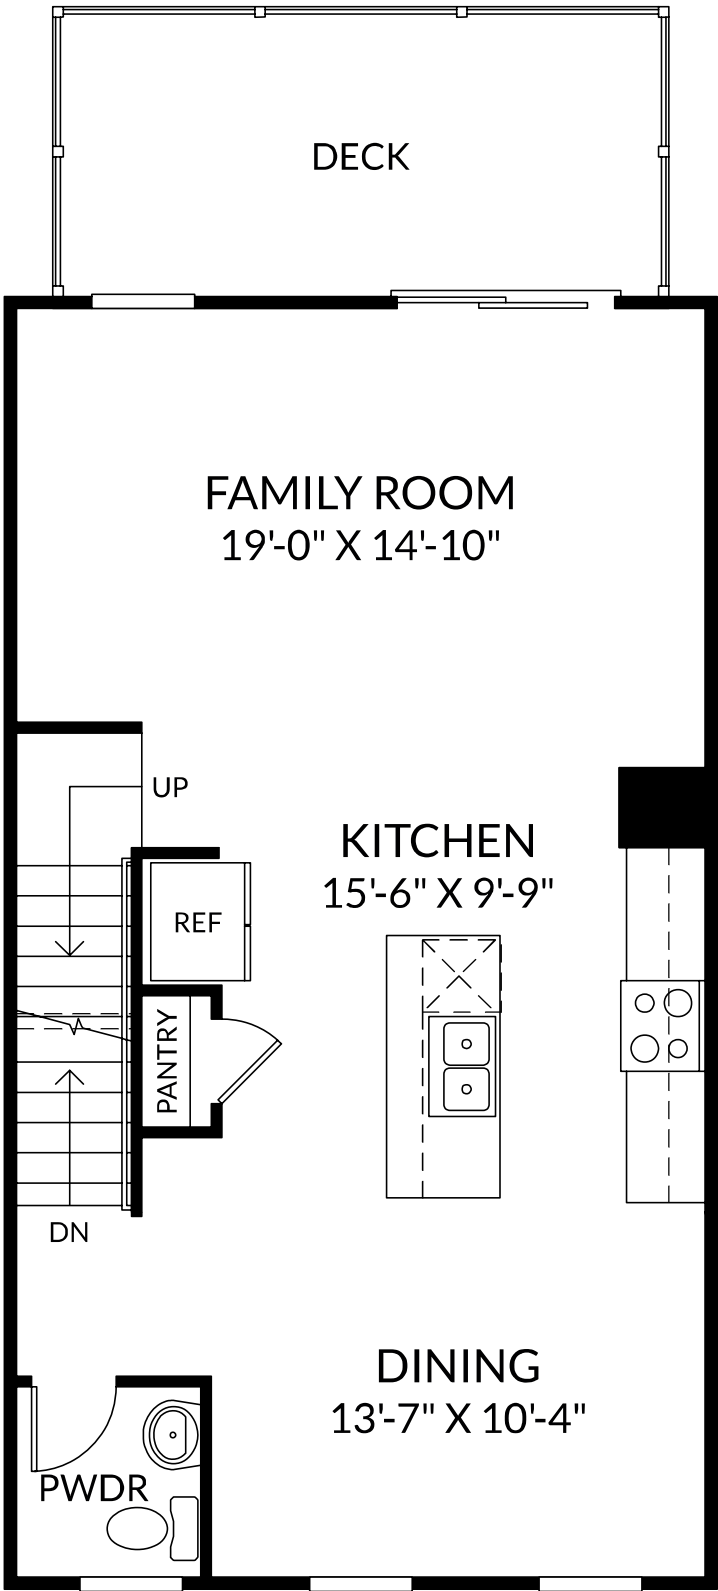 DECK
FAMILY ROOM
19'-0" X 14'-10"
UP
KITCHEN
15'-6" X 9'-9"
REF
PANTRY
DN
DINING
13'-7" X 10'-4"
PWDR